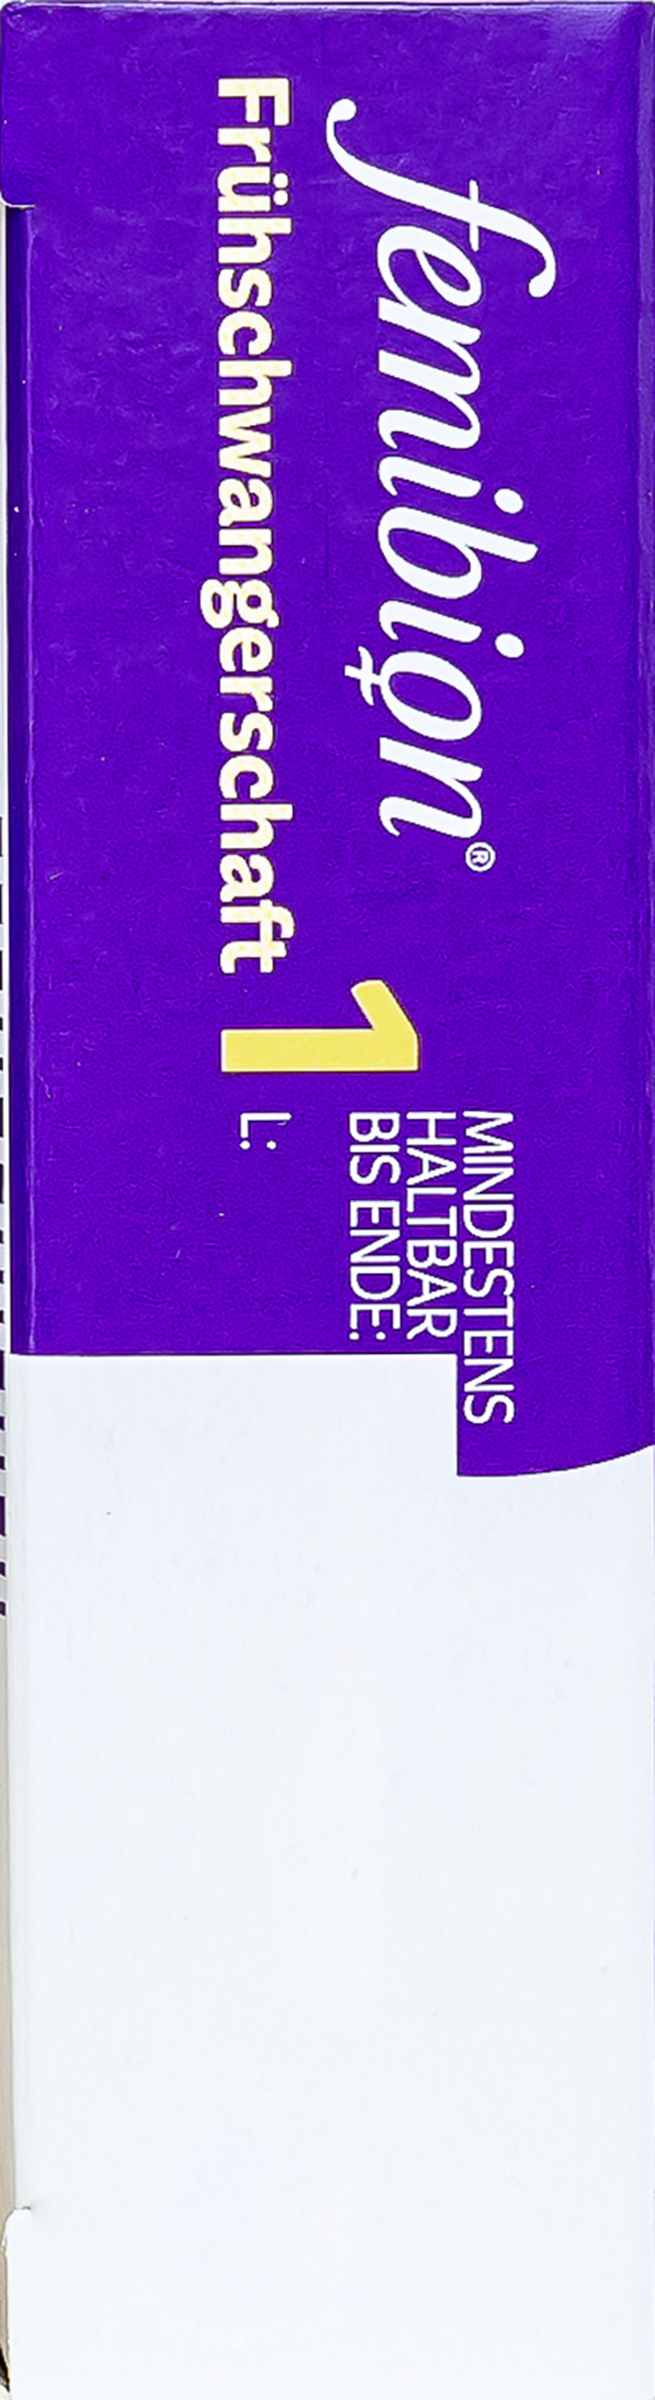 femibion®
Frühschwangerschaft
1
MINDESTENS
HALTBAR
BIS ENDE:
L: